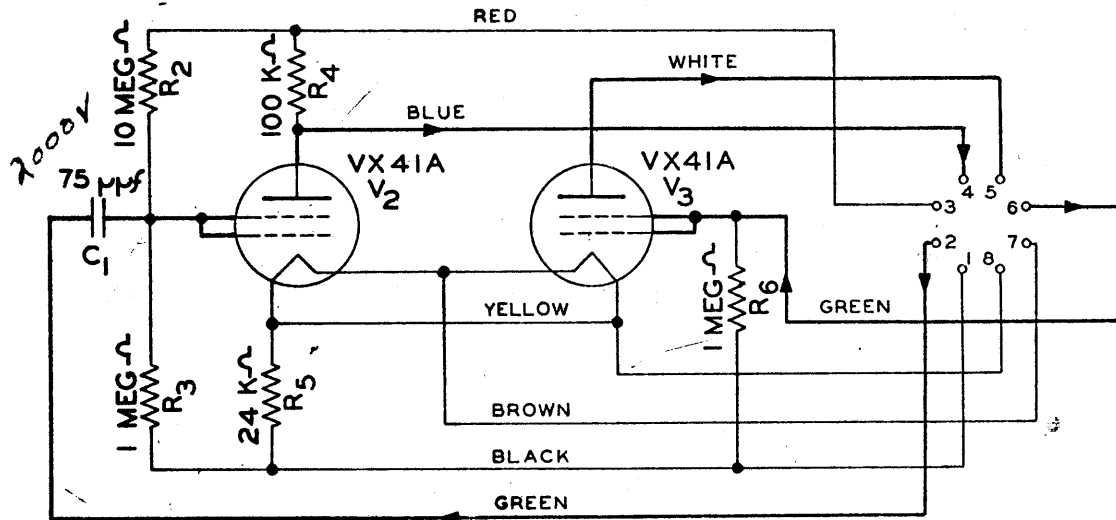 RED
WHITE
BLUE
10 MEG-Ω
R2
100 K-Ω
R4
2000V
75 μμf
C1
VX41A
V2
VX41A
V3
4
5
3
6
2
7
1
8
1 MEG-Ω
R6
GREEN
YELLOW
1 MEG-Ω
R3
24 K-Ω
R5
BROWN
BLACK
GREEN